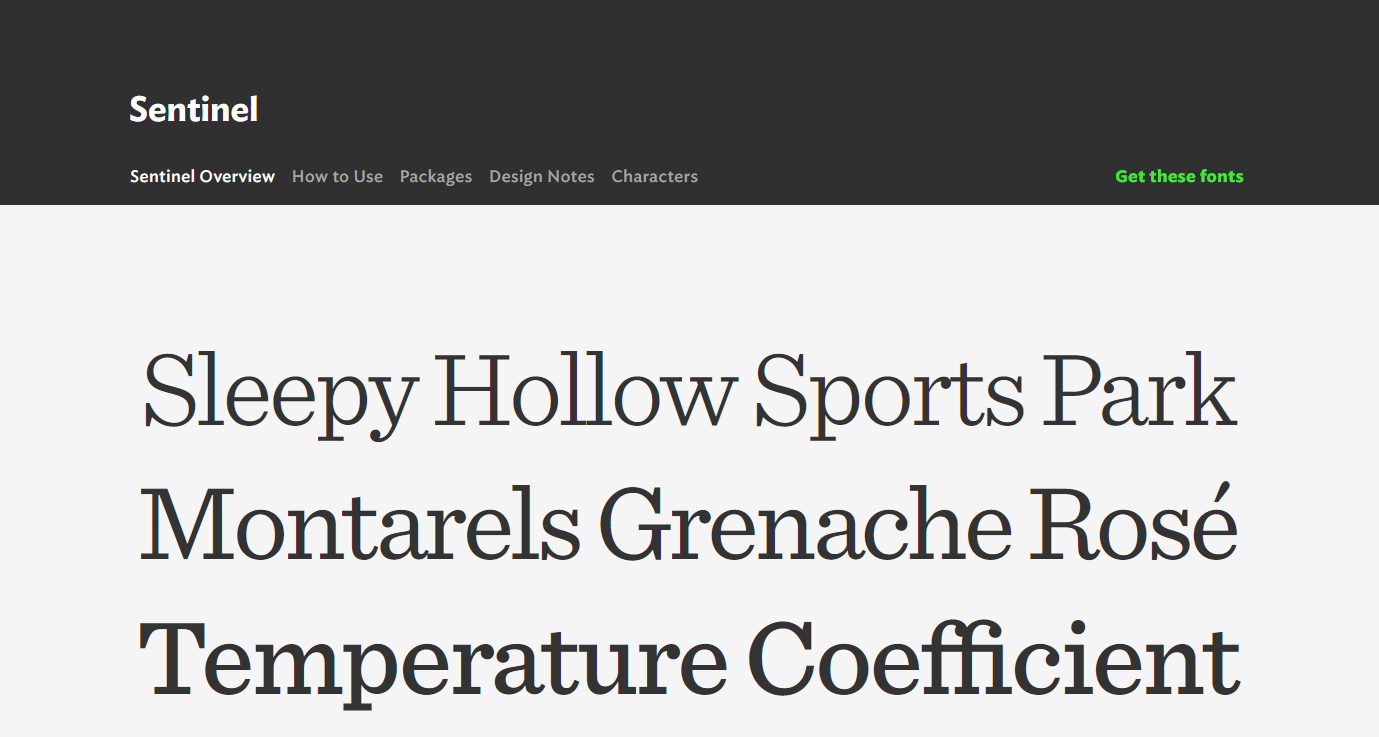 Sentinel
Sentinel Overview How to Use Packages Design Notes Characters Get these fonts
Sleepy Hollow Sports Park
Montarels Grenache Rosé
Temperature Coefficient